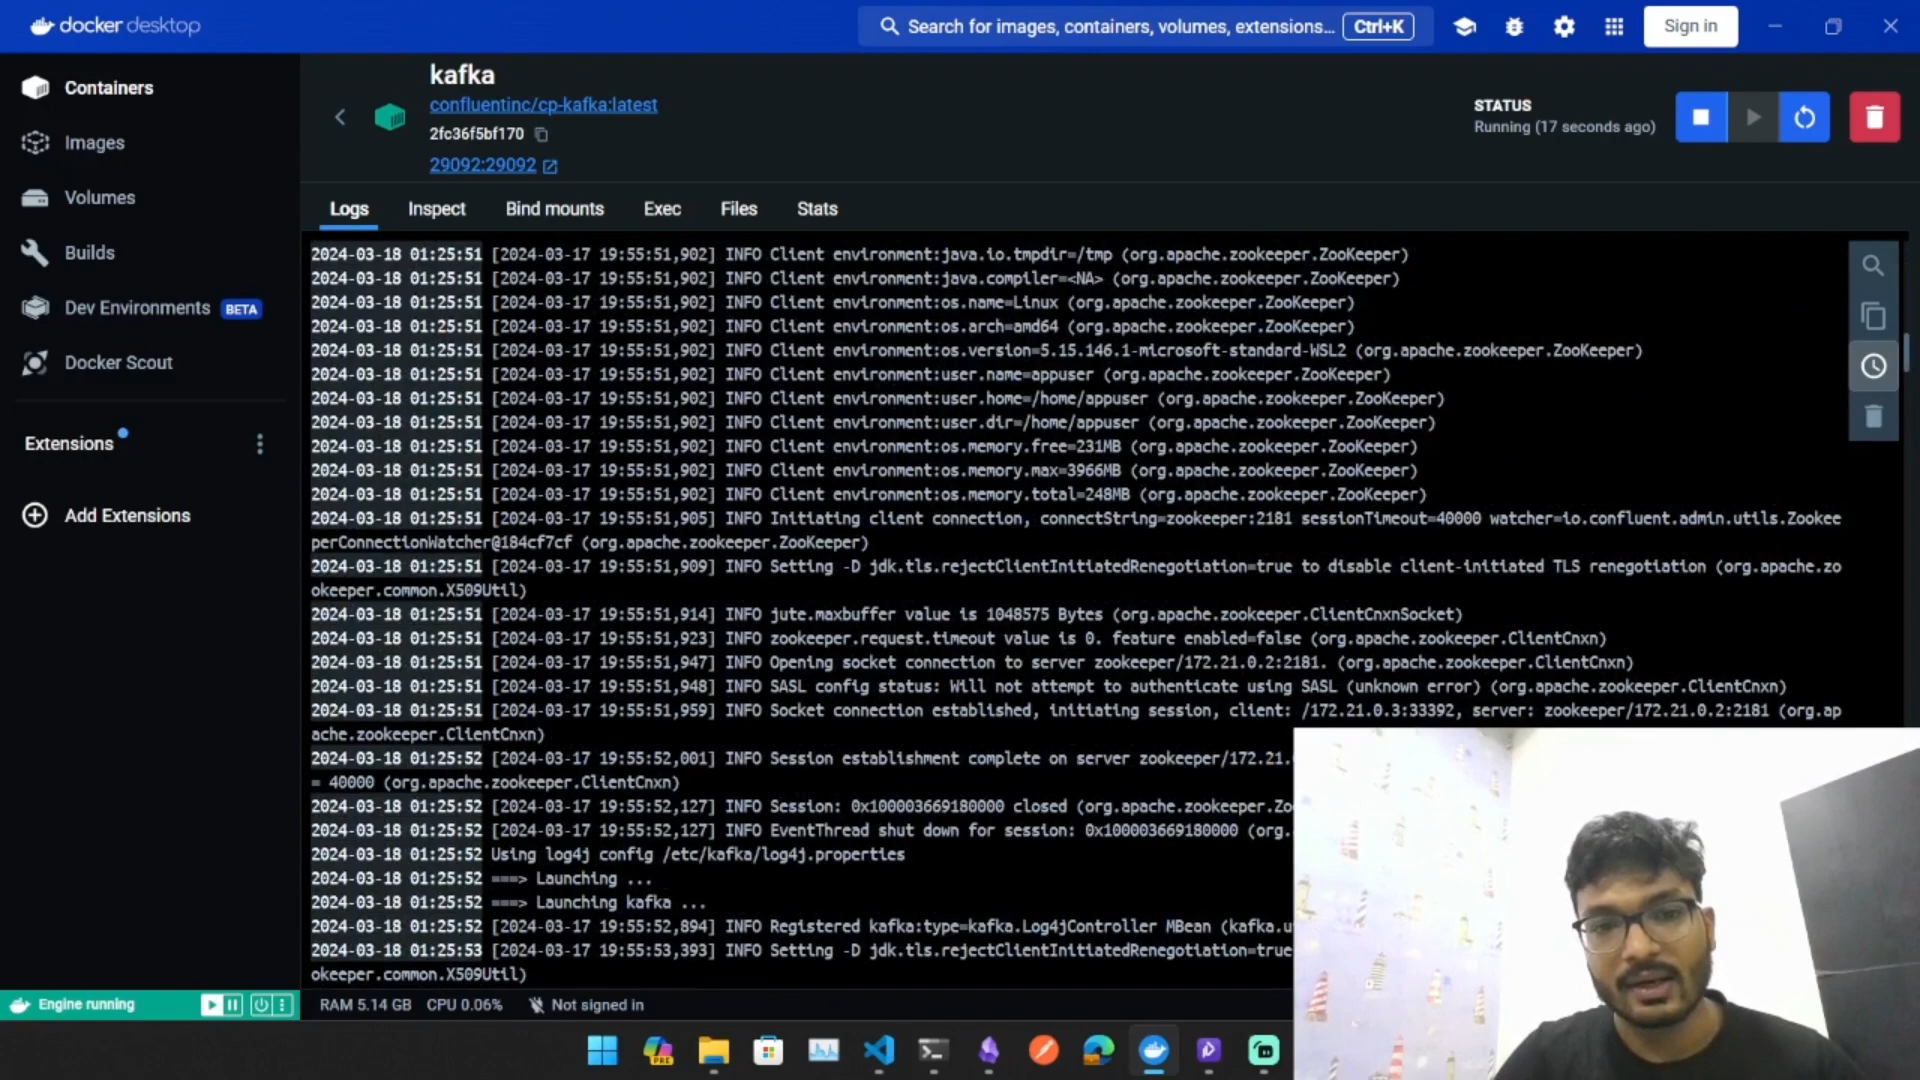 docker desktop
Search for images, containers, volumes, extensions... Ctrl+K
Sign in
Containers
Images
Volumes
Builds
Dev Environments BETA
Docker Scout
Extensions
Add Extensions
kafka
confluentinc/cp-kafka:latest
2fc36f5bf170
29092:29092
STATUS
Running (17 seconds ago)
Logs Inspect Bind mounts Exec Files Stats
2024-03-18 01:25:51 [2024-03-17 19:55:51,902] INFO Client environment:java.io.tmpdir=/tmp (org.apache.zookeeper.ZooKeeper)
2024-03-18 01:25:51 [2024-03-17 19:55:51,902] INFO Client environment:java.compiler=<NA> (org.apache.zookeeper.ZooKeeper)
2024-03-18 01:25:51 [2024-03-17 19:55:51,902] INFO Client environment:os.name=Linux (org.apache.zookeeper.ZooKeeper)
2024-03-18 01:25:51 [2024-03-17 19:55:51,902] INFO Client environment:os.arch=amd64 (org.apache.zookeeper.ZooKeeper)
2024-03-18 01:25:51 [2024-03-17 19:55:51,902] INFO Client environment:os.version=5.15.146.1-microsoft-standard-WSL2 (org.apache.zookeeper.ZooKeeper)
2024-03-18 01:25:51 [2024-03-17 19:55:51,902] INFO Client environment:user.name=appuser (org.apache.zookeeper.ZooKeeper)
2024-03-18 01:25:51 [2024-03-17 19:55:51,902] INFO Client environment:user.home=/home/appuser (org.apache.zookeeper.ZooKeeper)
2024-03-18 01:25:51 [2024-03-17 19:55:51,902] INFO Client environment:user.dir=/home/appuser (org.apache.zookeeper.ZooKeeper)
2024-03-18 01:25:51 [2024-03-17 19:55:51,902] INFO Client environment:os.memory.free=231MB (org.apache.zookeeper.ZooKeeper)
2024-03-18 01:25:51 [2024-03-17 19:55:51,902] INFO Client environment:os.memory.max=3966MB (org.apache.zookeeper.ZooKeeper)
2024-03-18 01:25:51 [2024-03-17 19:55:51,902] INFO Client environment:os.memory.total=248MB (org.apache.zookeeper.ZooKeeper)
2024-03-18 01:25:51 [2024-03-17 19:55:51,905] INFO Initiating client connection, connectString=zookeeper:2181 sessionTimeout=40000 watcher=io.confluent.admin.utils.Zookee
perConnectionWatcher@184cf7cf (org.apache.zookeeper.ZooKeeper)
2024-03-18 01:25:51 [2024-03-17 19:55:51,909] INFO Setting -D jdk.tls.rejectClientInitiatedRenegotiation=true to disable client-initiated TLS renegotiation (org.apache.zo
okeeper.common.X509Util)
2024-03-18 01:25:51 [2024-03-17 19:55:51,914] INFO jute.maxbuffer value is 1048575 Bytes (org.apache.zookeeper.ClientCnxnSocket)
2024-03-18 01:25:51 [2024-03-17 19:55:51,923] INFO zookeeper.request.timeout value is 0. feature enabled=false (org.apache.zookeeper.ClientCnxn)
2024-03-18 01:25:51 [2024-03-17 19:55:51,947] INFO Opening socket connection to server zookeeper/172.21.0.2:2181. (org.apache.zookeeper.ClientCnxn)
2024-03-18 01:25:51 [2024-03-17 19:55:51,948] INFO SASL config status: Will not attempt to authenticate using SASL (unknown error) (org.apache.zookeeper.ClientCnxn)
2024-03-18 01:25:51 [2024-03-17 19:55:51,959] INFO Socket connection established, initiating session, client: /172.21.0.3:33392, server: zookeeper/172.21.0.2:2181 (org.ap
ache.zookeeper.ClientCnxn)
2024-03-18 01:25:52 [2024-03-17 19:55:52,001] INFO Session establishment complete on server zookeeper/172.21.
= 40000 (org.apache.zookeeper.ClientCnxn)
2024-03-18 01:25:52 [2024-03-17 19:55:52,127] INFO Session: 0x100003669180000 closed (org.apache.zookeeper.Zo
2024-03-18 01:25:52 [2024-03-17 19:55:52,127] INFO EventThread shut down for session: 0x100003669180000 (org.
2024-03-18 01:25:52 Using log4j config /etc/kafka/log4j.properties
2024-03-18 01:25:52 ===> Launching ...
2024-03-18 01:25:52 ===> Launching kafka ...
2024-03-18 01:25:52 [2024-03-17 19:55:52,894] INFO Registered kafka:type=kafka.Log4jController MBean (kafka.u
2024-03-18 01:25:53 [2024-03-17 19:55:53,393] INFO Setting -D jdk.tls.rejectClientInitiatedRenegotiation=true
okeeper.common.X509Util)
Engine running
RAM 5.14 GB CPU 0.06% Not signed in
PRE